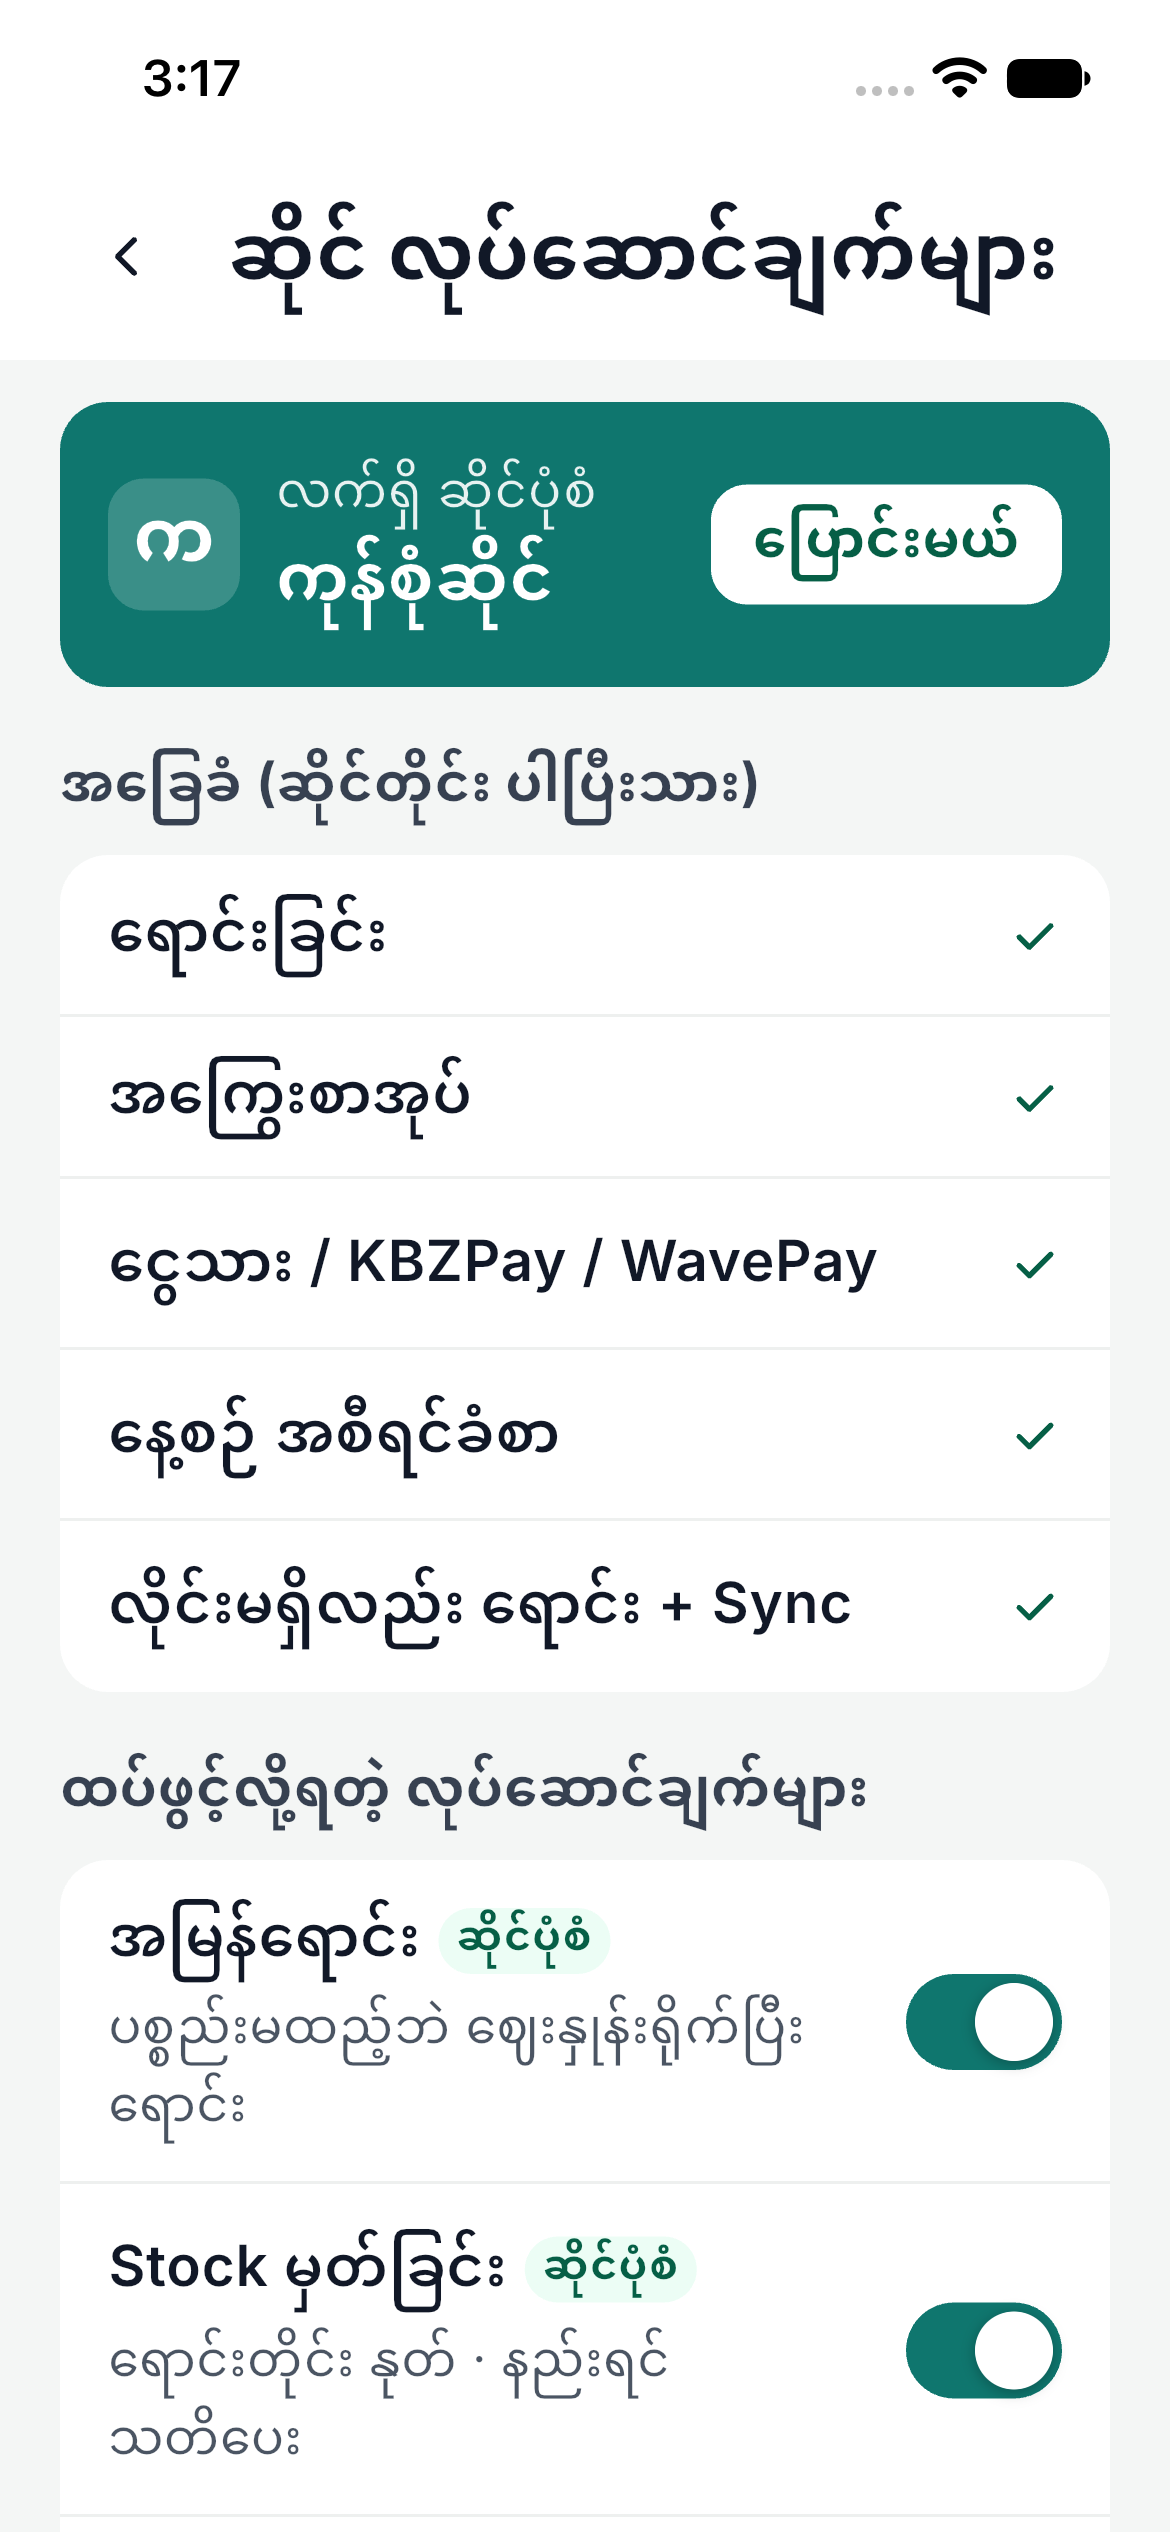 3:17
ဆိုင် လုပ်ဆောင်ချက်များ
က
လက်ရှိ ဆိုင်ပုံစံ
ကုန်စုံဆိုင်
ပြောင်းမယ်
အခြေခံ (ဆိုင်တိုင်း ပါပြီးသား)
ရောင်းခြင်း
အကြွေးစာအုပ်
ငွေသား / KBZPay / WavePay
နေ့စဉ် အစီရင်ခံစာ
လိုင်းမရှိလည်း ရောင်း + Sync
ထပ်ဖွင့်လို့ရတဲ့ လုပ်ဆောင်ချက်များ
အမြန်ရောင်း ဆိုင်ပုံစံ
ပစ္စည်းမထည့်ဘဲ ဈေးနှုန်းရိုက်ပြီး
ရောင်း
Stock မှတ်ခြင်း ဆိုင်ပုံစံ
ရောင်းတိုင်း နုတ် · နည်းရင်
သတိပေး